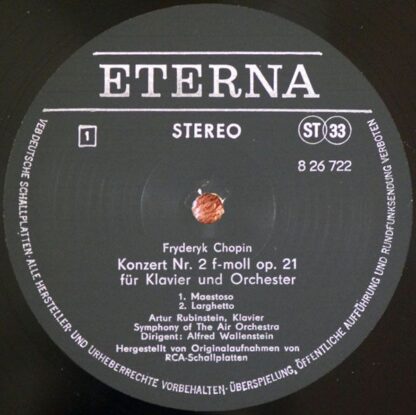 ETERNA
1
STEREO
ST 33
8 26 722
Fryderyk Chopin
Konzert Nr. 2 f-moll op. 21
für Klavier und Orchester
1. Maestoso
2. Larghetto
Artur Rubinstein, Klavier
Symphony of The Air Orchestra
Dirigent: Alfred Wallenstein
Hergestellt von Originalaufnahmen von
RCA-Schallplatten
VEB DEUTSCHE SCHALLPLATTEN · ALLE HERSTELLER- UND URHEBERRECHTE VORBEHALTEN · ÜBERSPIELUNG, ÖFFENTLICHE AUFFÜHRUNG UND RUNDFUNKSENDUNG VERBOTEN